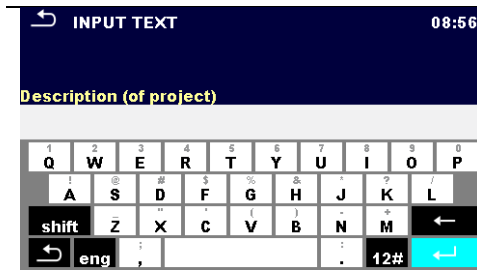 INPUT TEXT 08:56
Description (of project)
1 2 3 4 5 6 7 8 9 0
Q W E R T Y U I O P
! @ # $ % & * ? /
A S D F G H J K L
_ " ' ( ) - +
shift Z X C V B N M
; :
eng , . 12#